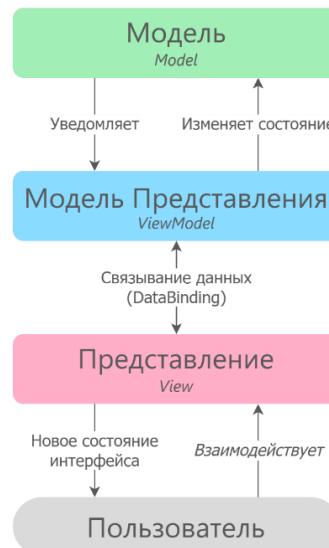 Модель
Model
Уведомляет
Изменяет состояние
Модель Представления
ViewModel
Связывание данных
(DataBinding)
Представление
View
Новое состояние
интерфейса
Взаимодействует
Пользователь